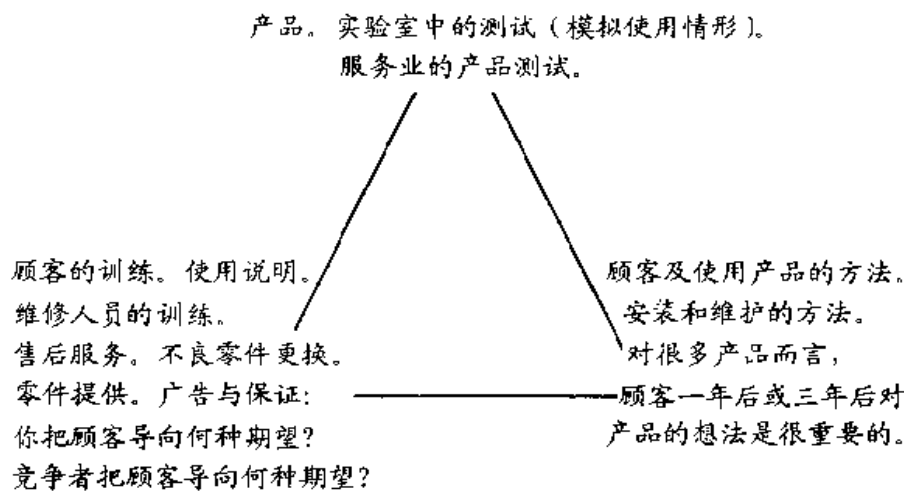 产品。实验室中的测试（模拟使用情形）。
服务业的产品测试。
顾客的训练。使用说明。
维修人员的训练。
售后服务。不良零件更换。
零件提供。广告与保证：
你把顾客导向何种期望？
竞争者把顾客导向何种期望？
顾客及使用产品的方法。
安装和维护的方法。
对很多产品而言，
顾客一年后或三年后对
产品的想法是很重要的。